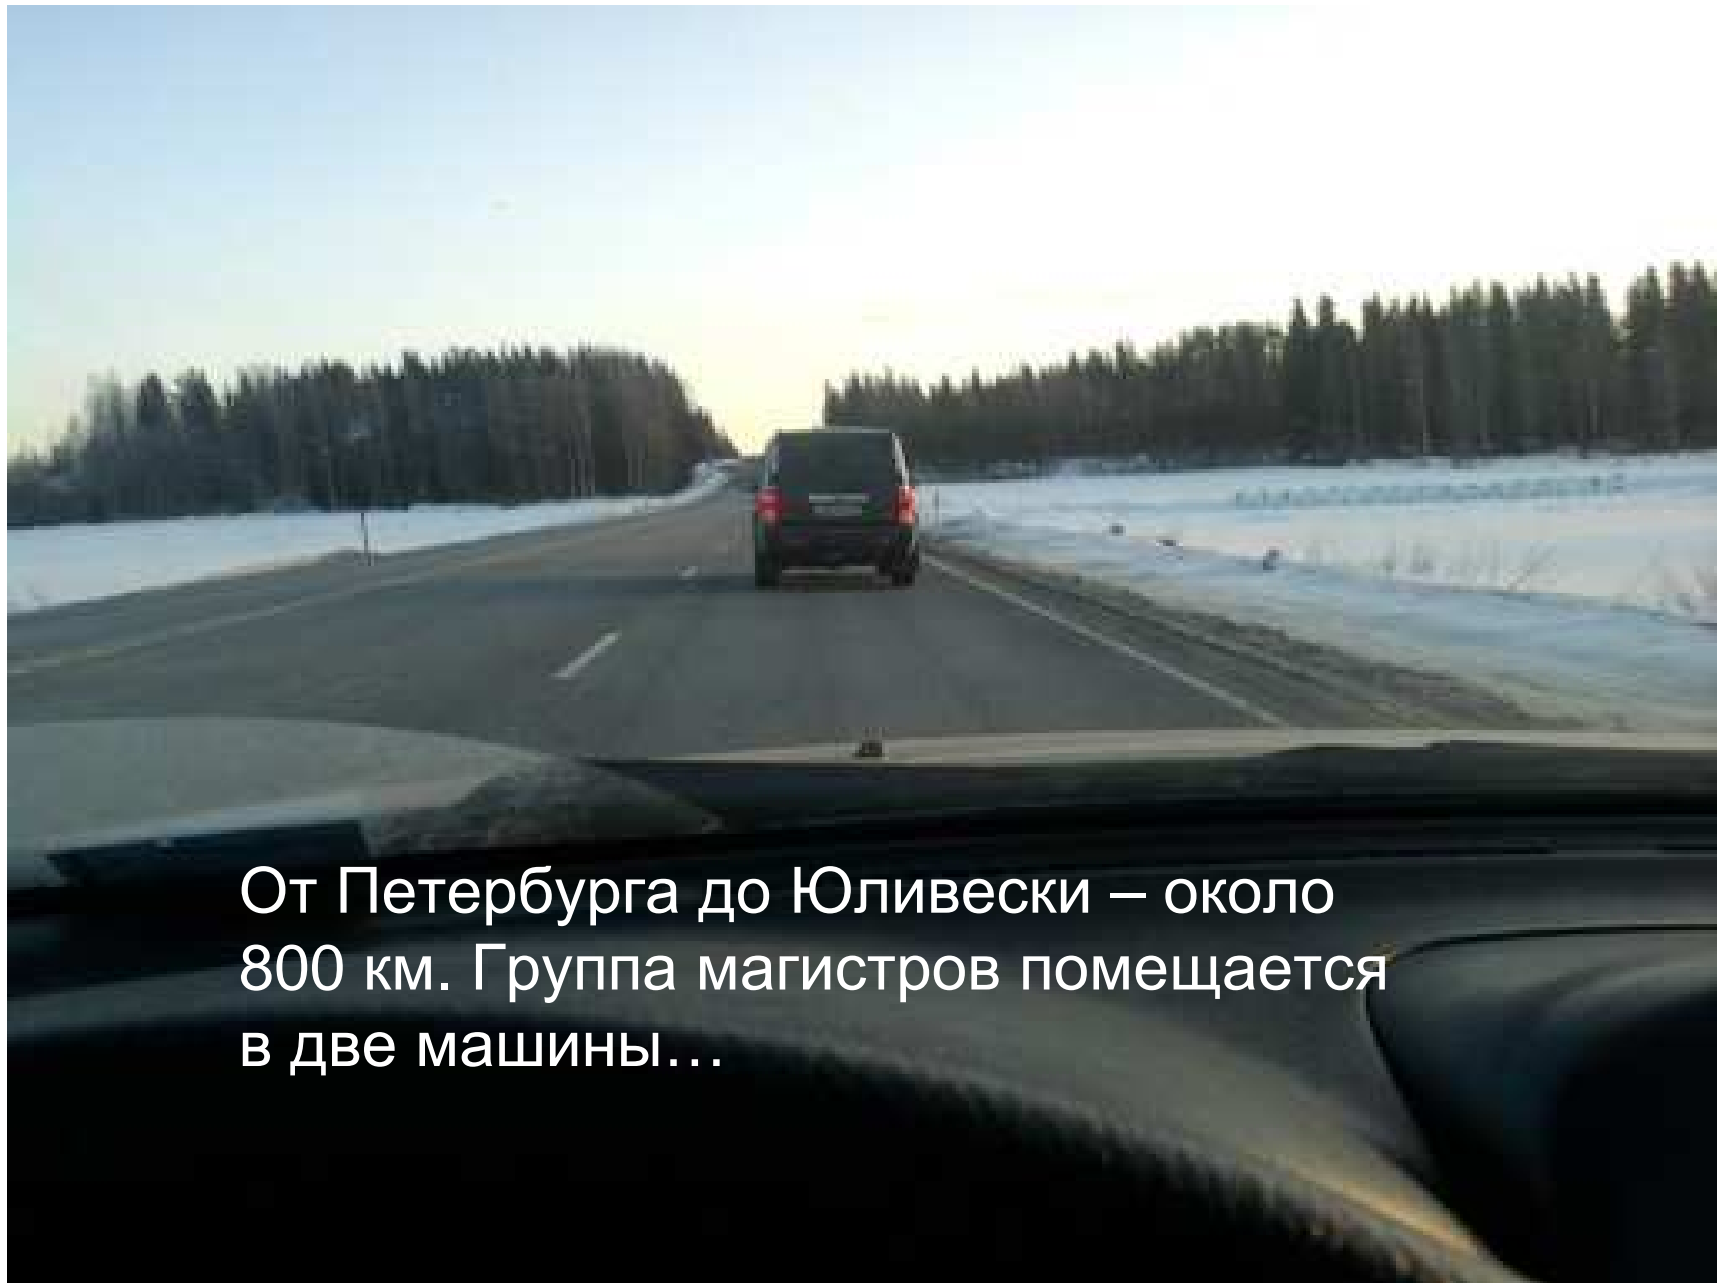 От Петербурга до Юливески – около
800 км. Группа магистров помещается
в две машины…